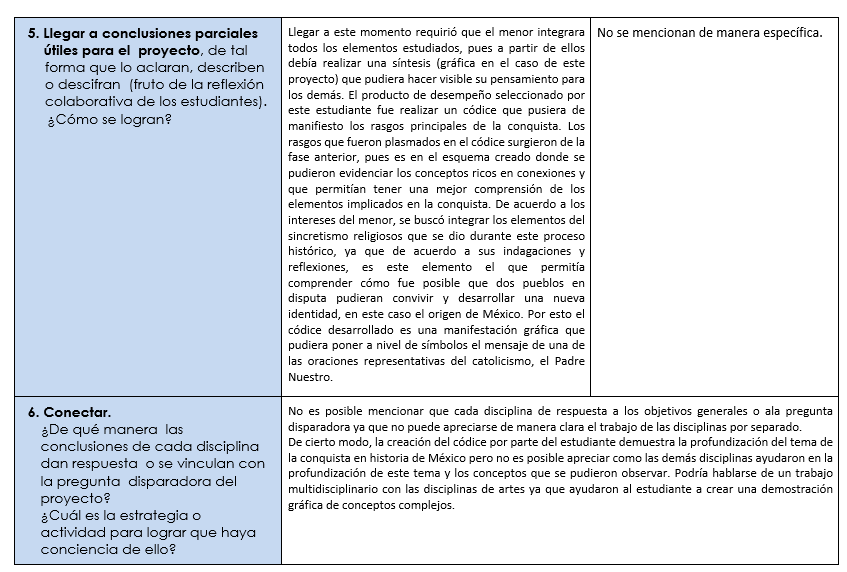 5. Llegar a conclusiones parciales
útiles para el proyecto, de tal
forma que lo aclaran, describen
o descifran (fruto de la reflexión
colaborativa de los estudiantes).
¿Cómo se logran?
Llegar a este momento requirió que el menor integrara
todos los elementos estudiados, pues a partir de ellos
debía realizar una síntesis (gráfica en el caso de este
proyecto) que pudiera hacer visible su pensamiento para
los demás. El producto de desempeño seleccionado por
este estudiante fue realizar un códice que pusiera de
manifiesto los rasgos principales de la conquista. Los
rasgos que fueron plasmados en el códice surgieron de la
fase anterior, pues es en el esquema creado donde se
pudieron evidenciar los conceptos ricos en conexiones y
que permitían tener una mejor comprensión de los
elementos implicados en la conquista. De acuerdo a los
intereses del menor, se buscó integrar los elementos del
sincretismo religiosos que se dio durante este proceso
histórico, ya que de acuerdo a sus indagaciones y
reflexiones, es este elemento el que permitía
comprender cómo fue posible que dos pueblos en
disputa pudieran convivir y desarrollar una nueva
identidad, en este caso el origen de México. Por esto el
códice desarrollado es una manifestación gráfica que
pudiera poner a nivel de símbolos el mensaje de una de
las oraciones representativas del catolicismo, el Padre
Nuestro.
No se mencionan de manera específica.
6. Conectar.
¿De qué manera las
conclusiones de cada disciplina
dan respuesta o se vinculan con
la pregunta disparadora del
proyecto?
¿Cuál es la estrategia o
actividad para lograr que haya
conciencia de ello?
No es posible mencionar que cada disciplina de respuesta a los objetivos generales o ala pregunta
disparadora ya que no puede apreciarse de manera clara el trabajo de las disciplinas por separado.
De cierto modo, la creación del códice por parte del estudiante demuestra la profundización del tema de
la conquista en historia de México pero no es posible apreciar como las demás disciplinas ayudaron en la
profundización de este tema y los conceptos que se pudieron observar. Podría hablarse de un trabajo
multidisciplinario con las disciplinas de artes ya que ayudaron al estudiante a crear una demostración
gráfica de conceptos complejos.